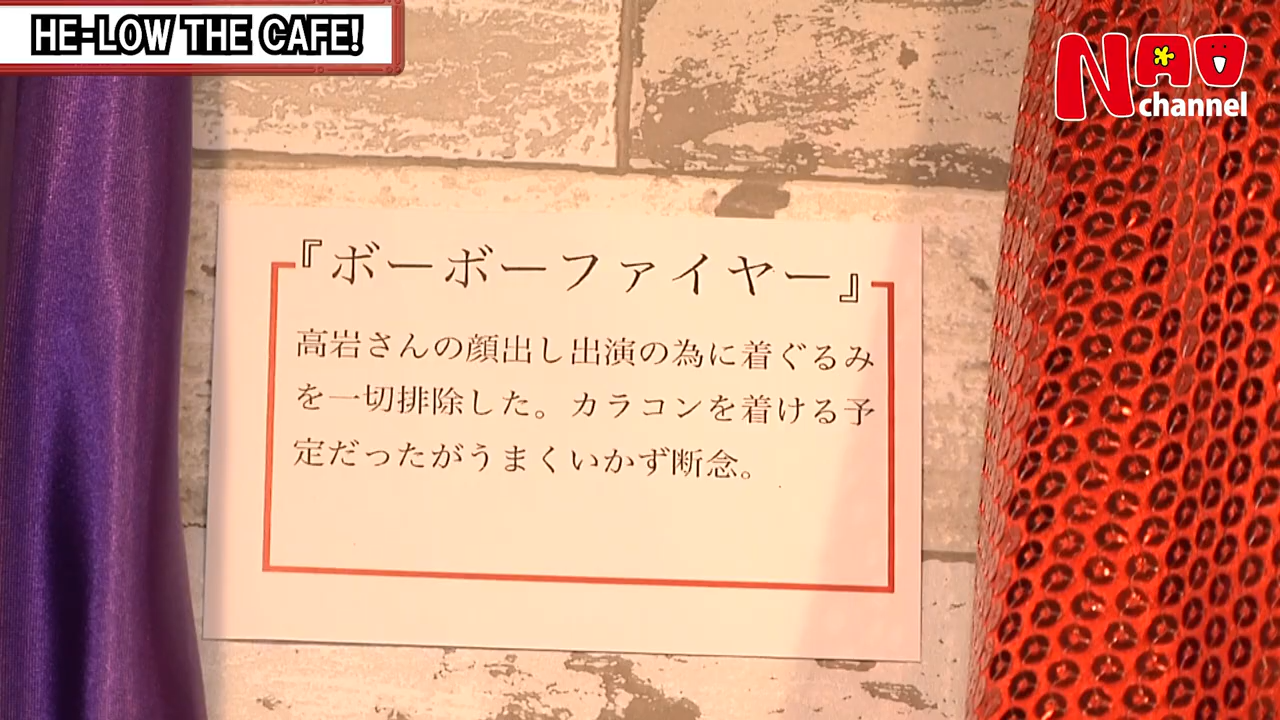 HE-LOW THE CAFE!
NAO
channel
『ボーボーファイヤー』
高岩さんの顔出し出演の為に着ぐるみ
を一切排除した。カラコンを着ける予
定だったがうまくいかず断念。